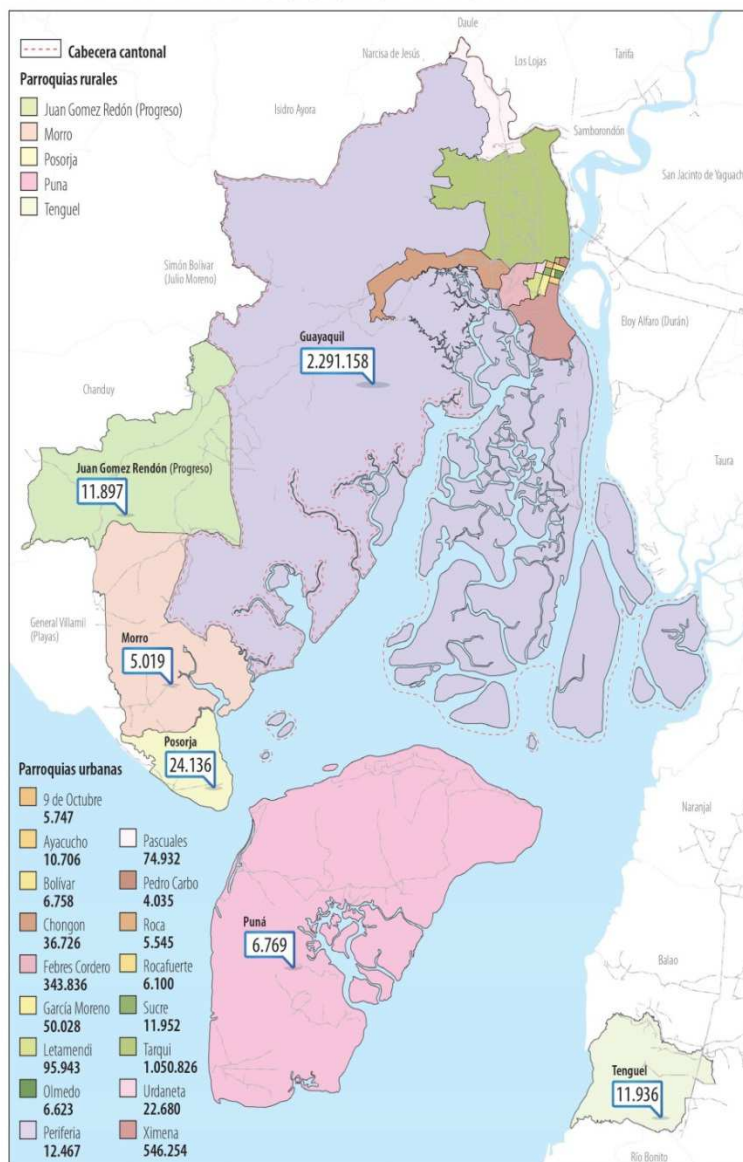 Daule
Cabecera cantonal
Narcisa de Jesús
Los Lojas
Tarifa
Parroquias rurales
Isidro Ayora
Juan Gomez Redón (Progreso)
Samborondón
Morro
Posorja
San Jacinto de Yaguach
Puna
Tenguel
Simón Bolívar
(Julio Moreno)
Eloy Alfaro (Durán)
Guayaquil
2.291.158
Chanduy
Taura
Juan Gomez Rendón (Progreso)
11.897
General Villamil
(Playas)
Morro
5.019
Posorja
24.136
Parroquias urbanas
9 de Octubre
5.747
Ayacucho
10.706
Bolívar
6.758
Chongon
36.726
Febres Cordero
343.836
García Moreno
50.028
Letamendi
95.943
Olmedo
6.623
Periferia
12.467
Pascuales
74.932
Pedro Carbo
4.035
Roca
5.545
Rocafuerte
6.100
Sucre
11.952
Tarqui
1.050.826
Urdaneta
22.680
Ximena
546.254
Naranjal
Puná
6.769
Balao
Tenguel
11.936
Río Bonito